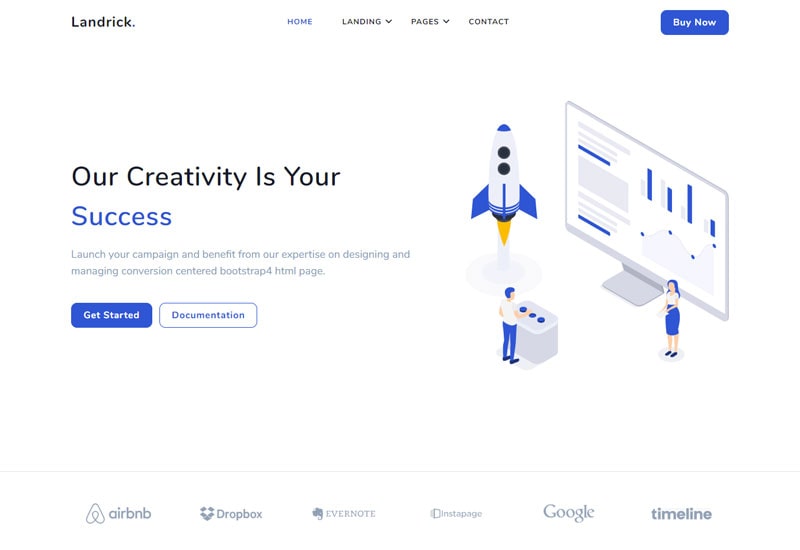 Landrick.
HOME LANDING PAGES CONTACT
Buy Now
Our Creativity Is Your
Success
Launch your campaign and benefit from our expertise on designing and
managing conversion centered bootstrap4 html page.
Get Started Documentation
airbnb Dropbox EVERNOTE Instapage Google timeline